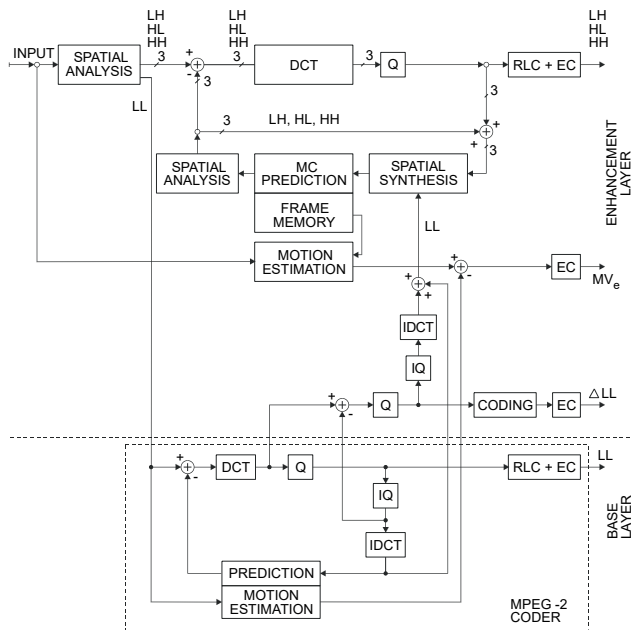 LH
HL
HH
LH
HL
HH
LH
HL
HH
INPUT
SPATIAL
ANALYSIS
3
+
-
3
3
DCT
3
Q
RLC + EC
3
3
LL
LH, HL, HH
3
+
+
3
SPATIAL
ANALYSIS
MC
PREDICTION
SPATIAL
SYNTHESIS
FRAME
MEMORY
LL
ENHANCEMENT
LAYER
MOTION
ESTIMATION
+
-
EC
MVe
+
+
IDCT
IQ
+
-
Q
CODING
EC
△LL
+
-
DCT
Q
RLC + EC
LL
IQ
IDCT
BASE
LAYER
PREDICTION
MOTION
ESTIMATION
MPEG -2
CODER